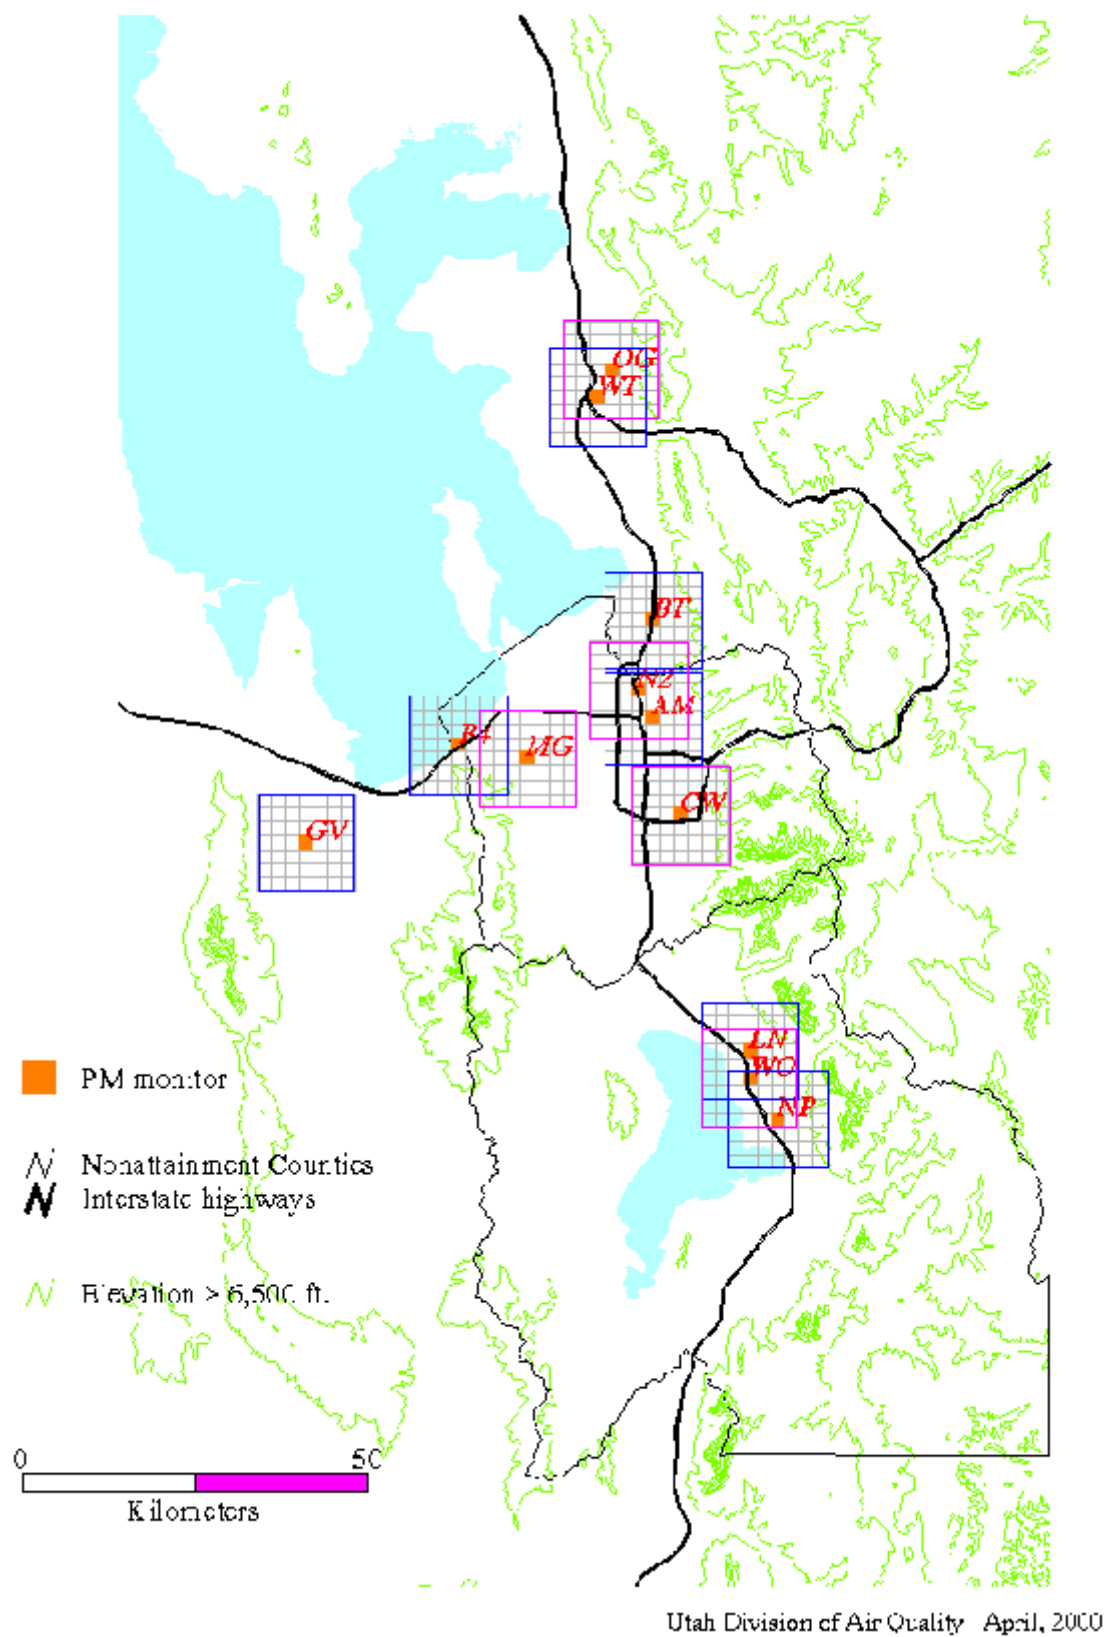 OG
WT
BT
N2
AM
B4
MG
CW
GV
LN
WO
NP
PM monitor
Nonattainment Counties
Interstate highways
Elevation > 6,500 ft.
0 50
Kilometers
Utah Division of Air Quality April, 2000